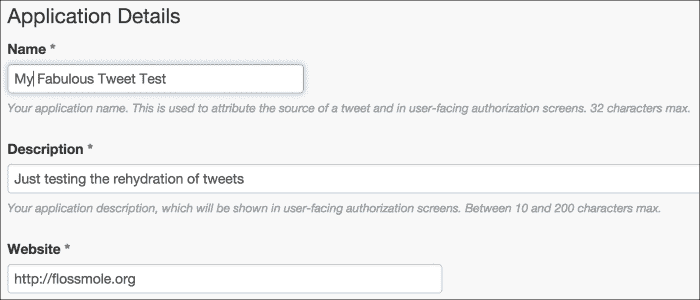 Application Details
Name *
My Fabulous Tweet Test
Your application name. This is used to attribute the source of a tweet and in user-facing authorization screens. 32 characters max.
Description *
Just testing the rehydration of tweets
Your application description, which will be shown in user-facing authorization screens. Between 10 and 200 characters max.
Website *
http://flossmole.org